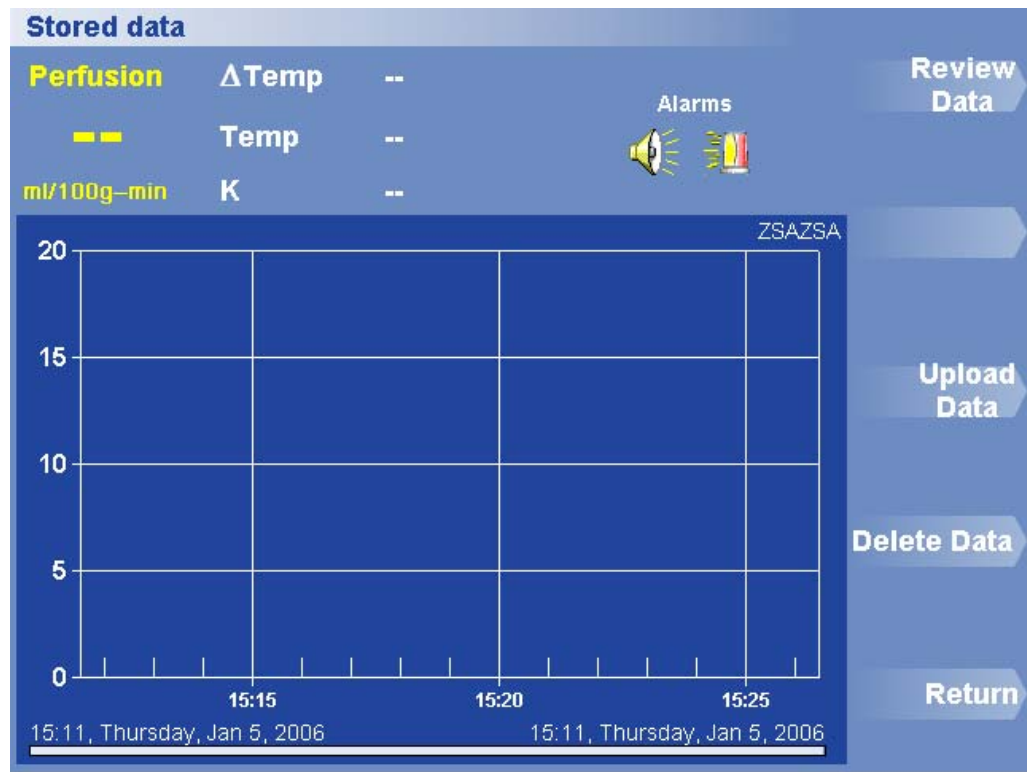 Stored data
Perfusion
--
ml/100g–min
ΔTemp --
Temp --
K --
Alarms
ZSAZSA
20
15
10
5
0
15:15 15:20 15:25
15:11, Thursday, Jan 5, 2006 15:11, Thursday, Jan 5, 2006
Review
Data
Upload
Data
Delete Data
Return